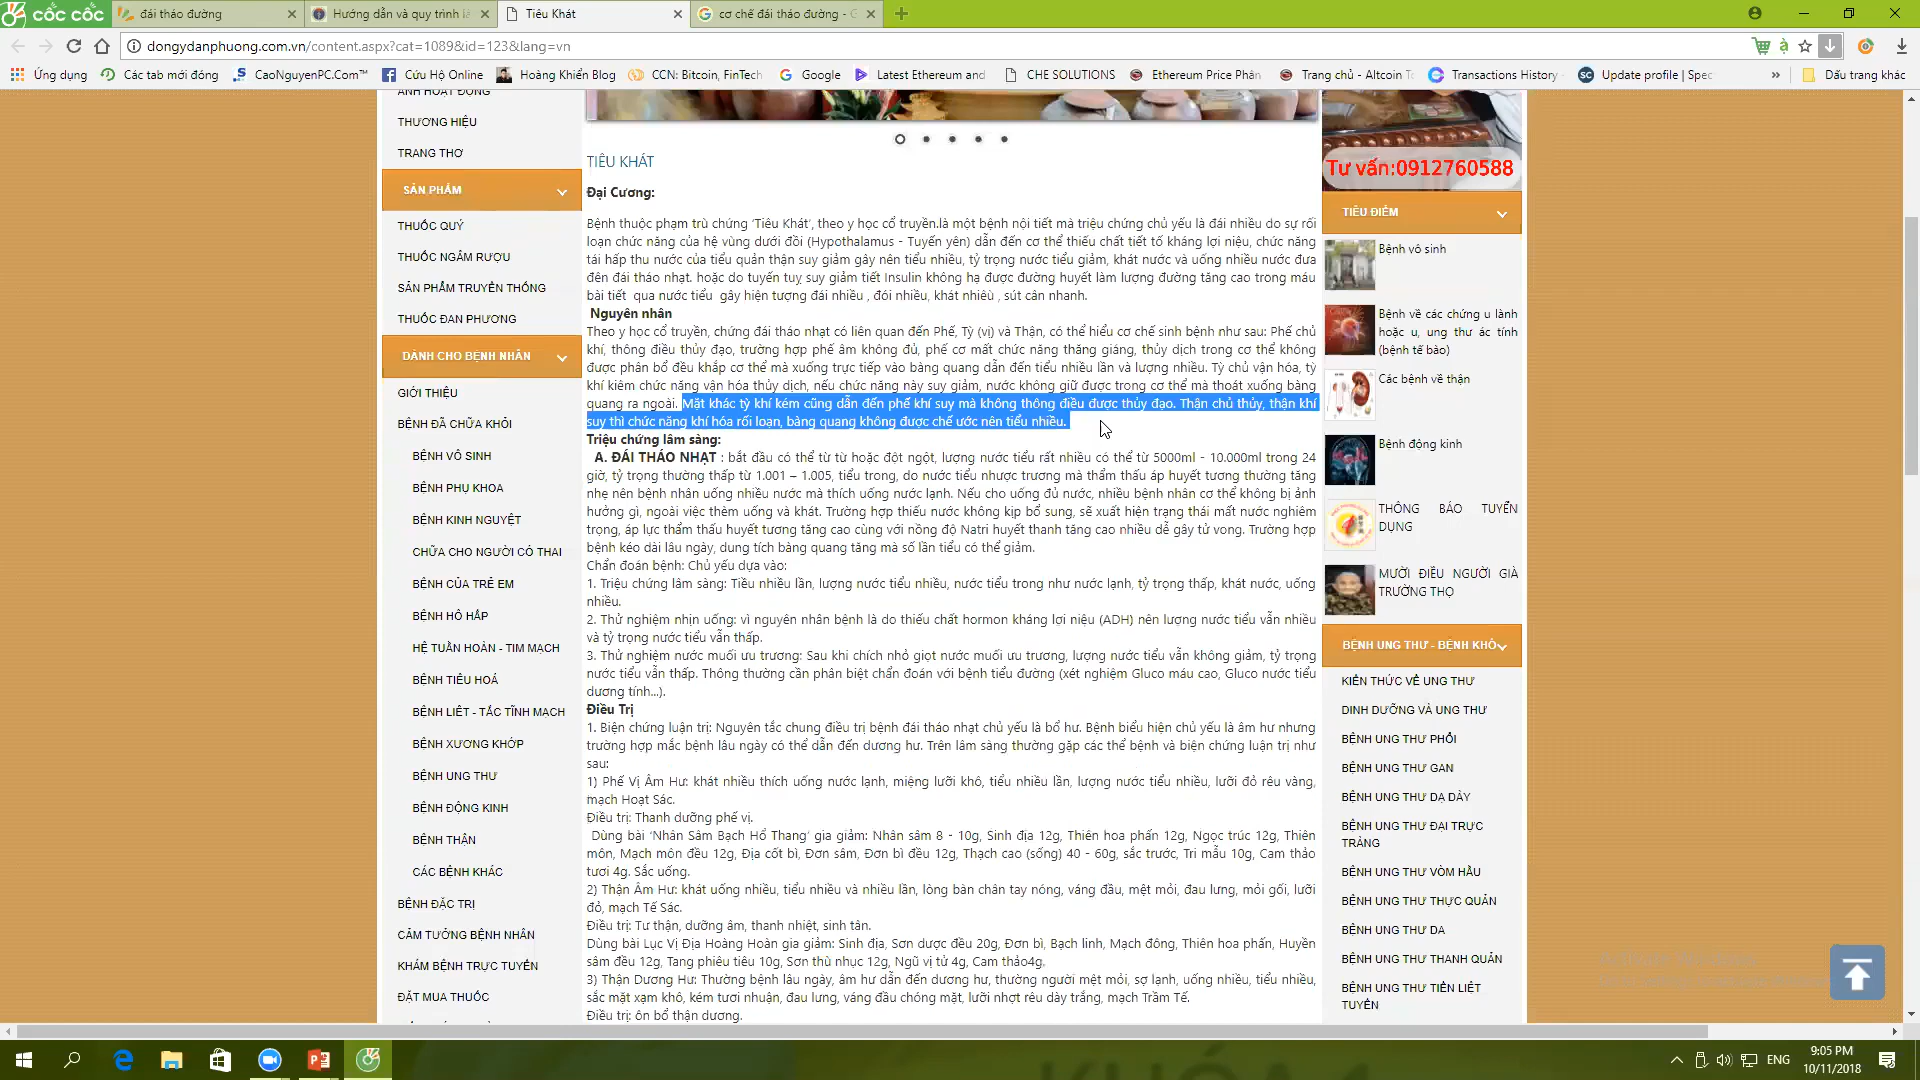 cốc cốc
đái tháo đường
Hướng dẫn và quy trình là
Tiêu Khát
cơ chế đái tháo đường - G
dongydanphuong.com.vn/content.aspx?cat=1089&id=123&lang=vn
Ứng dụng
Các tab mới đóng
CaoNguyenPC.Com™
Cứu Hộ Online
Hoàng Khiển Blog
CCN: Bitcoin, FinTech
Google
Latest Ethereum and
CHE SOLUTIONS
Ethereum Price Phân
Trang chủ - Altcoin T
Transactions History
Update profile | Spec
»
Dấu trang khác
ẢNH HOẠT ĐỘNG
THƯƠNG HIỆU
TRANG THƠ
SẢN PHẨM
THUỐC QUÝ
THUỐC NGÂM RƯỢU
SẢN PHẨM TRUYỀN THỐNG
THUỐC ĐAN PHƯỢNG
DÀNH CHO BỆNH NHÂN
GIỚI THIỆU
BỆNH ĐÃ CHỮA KHỎI
BỆNH VÔ SINH
BỆNH PHỤ KHOA
BỆNH KINH NGUYỆT
CHỮA CHO NGƯỜI CÓ THAI
BỆNH CỦA TRẺ EM
BỆNH HÔ HẤP
HỆ TUẦN HOÀN - TIM MẠCH
BỆNH TIÊU HOÁ
BỆNH LIỆT - TẮC TĨNH MẠCH
BỆNH XƯƠNG KHỚP
BỆNH UNG THƯ
BỆNH ĐỘNG KINH
BỆNH THẬN
CÁC BỆNH KHÁC
BỆNH ĐẶC TRỊ
CẢM TƯỞNG BỆNH NHÂN
KHÁM BỆNH TRỰC TUYẾN
ĐẶT MUA THUỐC
TIÊU KHÁT
Đại Cương:
Bệnh thuộc phạm trù chứng ‘Tiêu Khát’, theo y học cổ truyền.là một bệnh nội tiết mà triệu chứng chủ yếu là đái nhiều do sự rối
loạn chức năng của hệ vùng dưới đồi (Hypothalamus - Tuyến yên) dẫn đến cơ thể thiếu chất tiết tố kháng lợi niệu, chức năng
tái hấp thu nước của tiểu quản thận suy giảm gây nên tiểu nhiều, tỷ trọng nước tiểu giảm, khát nước và uống nhiều nước đưa
đên đái tháo nhạt. hoặc do tuyến tuỵ suy giảm tiết Insulin không hạ được đường huyết làm lượng đường tăng cao trong máu
bài tiết qua nước tiểu gây hiện tượng đái nhiều , đói nhiều, khát nhiêù , sút cân nhanh.
Nguyên nhân
Theo y học cổ truyền, chứng đái tháo nhạt có liên quan đến Phế, Tỳ (vị) và Thận, có thể hiểu cơ chế sinh bệnh như sau: Phế chủ
khí, thông điều thủy đạo, trường hợp phế âm không đủ, phế cơ mất chức năng thăng giáng, thủy dịch trong cơ thể không
được phân bổ đều khắp cơ thể mà xuống trực tiếp vào bàng quang dẫn đến tiểu nhiều lần và lượng nhiều. Tỳ chủ vận hóa, tỳ
khí kiêm chức năng vận hóa thủy dịch, nếu chức năng này suy giảm, nước không giữ được trong cơ thể mà thoát xuống bàng
quang ra ngoài. Mặt khác tỳ khí kém cũng dẫn đến phế khí suy mà không thông điều được thủy đạo. Thận chủ thủy, thận khí
suy thì chức năng khí hóa rối loạn, bàng quang không được chế ước nên tiểu nhiều.
Triệu chứng lâm sàng:
A. ĐÁI THÁO NHẠT : bắt đầu có thể từ từ hoặc đột ngột, lượng nước tiểu rất nhiều có thể từ 5000ml - 10.000ml trong 24
giờ, tỷ trọng thường thấp từ 1.001 – 1.005, tiểu trong, do nước tiểu nhược trương mà thẩm thấu áp huyết tương thường tăng
nhẹ nên bệnh nhân uống nhiều nước mà thích uống nước lạnh. Nếu cho uống đủ nước, nhiều bệnh nhân cơ thể không bị ảnh
hưởng gì, ngoài việc thèm uống và khát. Trường hợp thiếu nước không kịp bổ sung, sẽ xuất hiện trạng thái mất nước nghiêm
trọng, áp lực thẩm thấu huyết tương tăng cao cùng với nồng độ Natri huyết thanh tăng cao nhiều dễ gây tử vong. Trường hợp
bệnh kéo dài lâu ngày, dung tích bàng quang tăng mà số lần tiểu có thể giảm.
Chẩn đoán bệnh: Chủ yếu dựa vào:
1. Triệu chứng lâm sàng: Tiểu nhiều lần, lượng nước tiểu nhiều, nước tiểu trong như nước lạnh, tỷ trọng thấp, khát nước, uống
nhiều.
2. Thử nghiệm nhịn uống: vì nguyên nhân bệnh là do thiếu chất hormon kháng lợi niệu (ADH) nên lượng nước tiểu vẫn nhiều
và tỷ trọng nước tiểu vẫn thấp.
3. Thử nghiệm nước muối ưu trương: Sau khi chích nhỏ giọt nước muối ưu trương, lượng nước tiểu vẫn không giảm, tỷ trọng
nước tiểu vẫn thấp. Thông thường cần phân biệt chẩn đoán với bệnh tiểu đường (xét nghiệm Gluco máu cao, Gluco nước tiểu
dương tính...).
Điều Trị
1. Biện chứng luận trị: Nguyên tắc chung điều trị bệnh đái tháo nhạt chủ yếu là bổ hư. Bệnh biểu hiện chủ yếu là âm hư nhưng
trường hợp mắc bệnh lâu ngày có thể dẫn đến dương hư. Trên lâm sàng thường gặp các thể bệnh và biện chứng luận trị như
sau:
1) Phế Vị Âm Hư: khát nhiều thích uống nước lạnh, miệng lưỡi khô, tiểu nhiều lần, lượng nước tiểu nhiều, lưỡi đỏ rêu vàng,
mạch Hoạt Sác.
Điều trị: Thanh dưỡng phế vị.
Dùng bài ‘Nhân Sâm Bạch Hổ Thang’ gia giảm: Nhân sâm 8 - 10g, Sinh địa 12g, Thiên hoa phấn 12g, Ngọc trúc 12g, Thiên
môn, Mạch môn đều 12g, Địa cốt bì, Đơn sâm, Đơn bì đều 12g, Thạch cao (sống) 40 - 60g, sắc trước, Tri mẫu 10g, Cam thảo
tươi 4g. Sắc uống.
2) Thận Âm Hư: khát uống nhiều, tiểu nhiều và nhiều lần, lòng bàn chân tay nóng, váng đầu, mệt mỏi, đau lưng, mỏi gối, lưỡi
đỏ, mạch Tế Sác.
Điều trị: Tư thận, dưỡng âm, thanh nhiệt, sinh tân.
Dùng bài Lục Vị Địa Hoàng Hoàn gia giảm: Sinh địa, Sơn dược đều 20g, Đơn bì, Bạch linh, Mạch đông, Thiên hoa phấn, Huyền
sâm đều 12g, Tang phiêu tiêu 10g, Sơn thù nhục 12g, Ngũ vị tử 4g, Cam thảo4g.
3) Thận Dương Hư: Thường bệnh lâu ngày, âm hư dẫn đến dương hư, thường người mệt mỏi, sợ lạnh, uống nhiều, tiểu nhiều,
sắc mặt xạm khô, kém tươi nhuận, đau lưng, váng đầu chóng mặt, lưỡi nhợt rêu dày trắng, mạch Trầm Tế.
Điều trị: ôn bổ thận dương.
Tư vấn:0912760588
TIÊU ĐIỂM
Bệnh vô sinh
Bệnh về các chứng u lành
hoặc u, ung thư ác tính
(bệnh tế bào)
Các bệnh về thận
Bệnh động kinh
THÔNG BÁO TUYỂN
DỤNG
MƯỜI ĐIỀU NGƯỜI GIÀ
TRƯỜNG THỌ
BỆNH UNG THƯ - BỆNH KHÓ
KIẾN THỨC VỀ UNG THƯ
DINH DƯỠNG VÀ UNG THƯ
BỆNH UNG THƯ PHỔI
BỆNH UNG THƯ GAN
BỆNH UNG THƯ DẠ DÀY
BỆNH UNG THƯ ĐẠI TRỰC
TRÀNG
BỆNH UNG THƯ VÒM HẦU
BỆNH UNG THƯ THỰC QUẢN
BỆNH UNG THƯ DA
BỆNH UNG THƯ THANH QUẢN
BỆNH UNG THƯ TIỀN LIỆT
TUYẾN
ENG
9:05 PM
10/11/2018